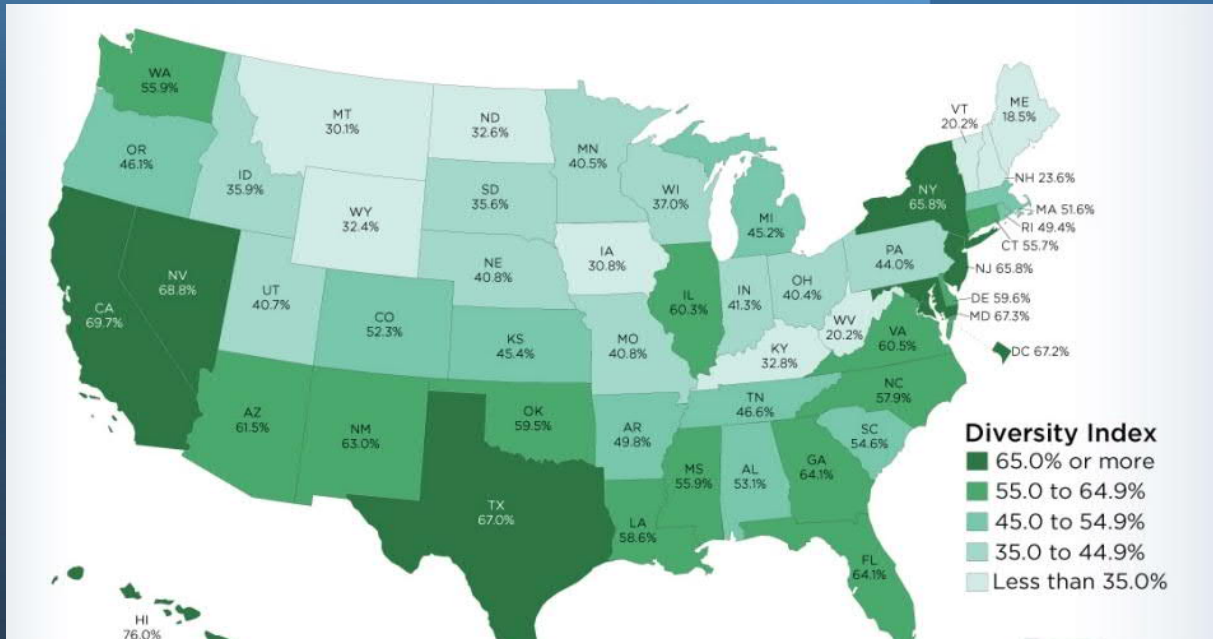 WA
55.9%
OR
46.1%
CA
69.7%
NV
68.8%
ID
35.9%
MT
30.1%
WY
32.4%
UT
40.7%
AZ
61.5%
CO
52.3%
NM
63.0%
ND
32.6%
SD
35.6%
NE
40.8%
KS
45.4%
OK
59.5%
TX
67.0%
MN
40.5%
IA
30.8%
MO
40.8%
AR
49.8%
LA
58.6%
WI
37.0%
IL
60.3%
MI
45.2%
IN
41.3%
OH
40.4%
KY
32.8%
TN
46.6%
MS
55.9%
AL
53.1%
GA
64.1%
FL
64.1%
SC
54.6%
NC
57.9%
VA
60.5%
WV
20.2%
PA
44.0%
NY
65.8%
VT
20.2%
ME
18.5%
NH 23.6%
MA 51.6%
RI 49.4%
CT 55.7%
NJ 65.8%
DE 59.6%
MD 67.3%
DC 67.2%
HI
76.0%
Diversity Index
65.0% or more
55.0 to 64.9%
45.0 to 54.9%
35.0 to 44.9%
Less than 35.0%